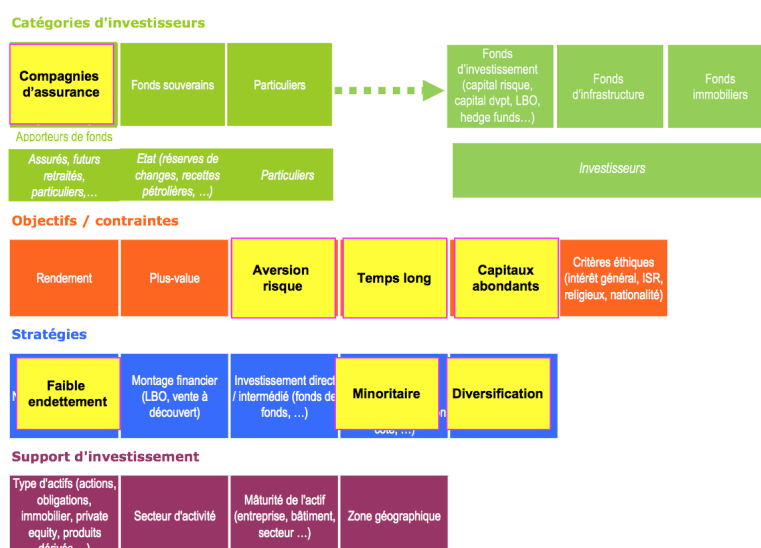 Catégories d'investisseurs
Compagnies
d'assurance
Fonds souverains
Particuliers
Fonds
d'investissement
(capital risque,
capital dvpt, LBO,
hedge funds…)
Fonds
d'infrastructure
Fonds
immobiliers
Apporteurs de fonds
Assurés, futurs
retraités,
particuliers,…
Etat (réserves de
changes, recettes
pétrolières, …)
Particuliers
Investisseurs
Objectifs / contraintes
Rendement
Plus-value
Aversion
risque
Temps long
Capitaux
abondants
Critères éthiques
(intérêt général, ISR,
religieux, nationalité)
Stratégies
Faible
endettement
Montage financier
(LBO, vente à
découvert)
Investissement direct
/ intermédié (fonds de
fonds, …)
Minoritaire
Diversification
Support d'investissement
Type d'actifs (actions,
obligations,
immobilier, private
equity, produits
dérivés…)
Secteur d'activité
Mâturité de l'actif
(entreprise, bâtiment,
secteur …)
Zone géographique